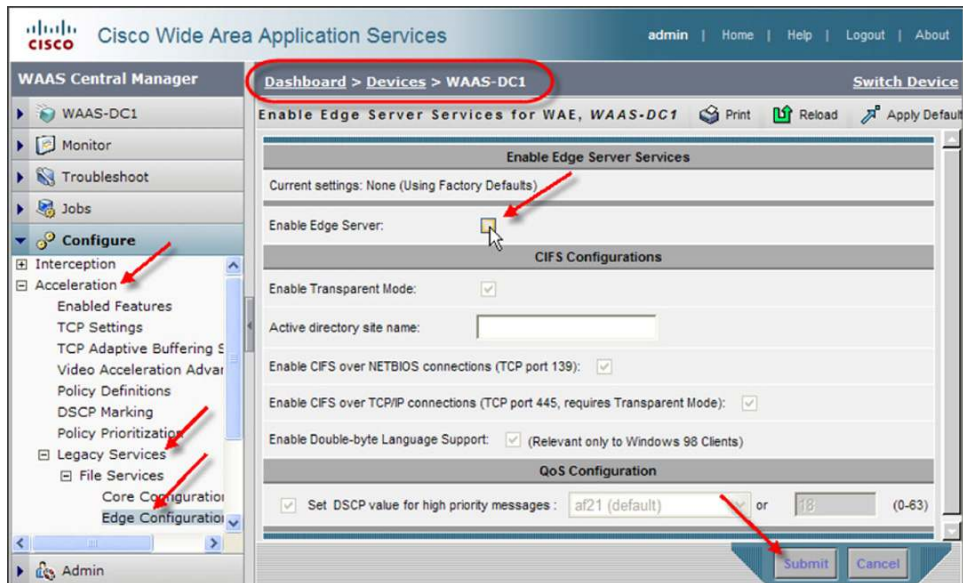 CISCO
Cisco Wide Area Application Services
admin | Home | Help | Logout | About
WAAS Central Manager
Dashboard > Devices > WAAS-DC1
Switch Device
WAAS-DC1
Monitor
Troubleshoot
Jobs
Configure
Interception
Acceleration
Enabled Features
TCP Settings
TCP Adaptive Buffering S
Video Acceleration Advar
Policy Definitions
DSCP Marking
Policy Prioritization
Legacy Services
File Services
Core Configuration
Edge Configuration
Admin
Enable Edge Server Services for WAE, WAAS-DC1
Print
Reload
Apply Default
Enable Edge Server Services
Current settings: None (Using Factory Defaults)
Enable Edge Server:
CIFS Configurations
Enable Transparent Mode:
Active directory site name:
Enable CIFS over NETBIOS connections (TCP port 139):
Enable CIFS over TCP/IP connections (TCP port 445, requires Transparent Mode):
Enable Double-byte Language Support: (Relevant only to Windows 98 Clients)
QoS Configuration
Set DSCP value for high priority messages : af21 (default) or 18 (0-63)
Submit
Cancel